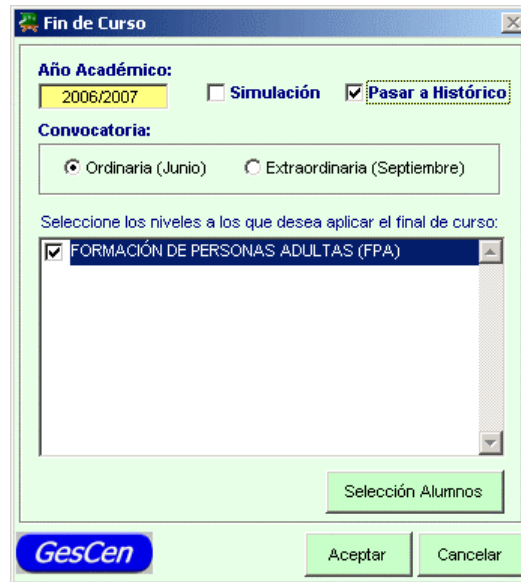 Fin de Curso
Año Académico:
2006/2007
Simulación
Pasar a Histórico
Convocatoria:
Ordinaria (Junio)
Extraordinaria (Septiembre)
Seleccione los niveles a los que desea aplicar el final de curso:
FORMACIÓN DE PERSONAS ADULTAS (FPA)
Selección Alumnos
GesCen
Aceptar
Cancelar